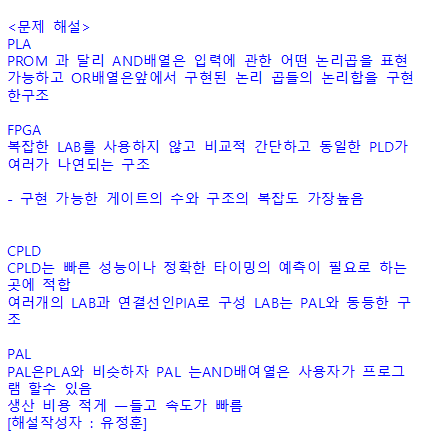 <문제 해설>
PLA
PROM 과 달리 AND배열은 입력에 관한 어떤 논리곱을 표현
가능하고 OR배열은앞에서 구현된 논리 곱들의 논리합을 구현
한구조
FPGA
복잡한 LAB를 사용하지 않고 비교적 간단하고 동일한 PLD가
여러가 나연되는 구조
- 구현 가능한 게이트의 수와 구조의 복잡도 가장높음
CPLD
CPLD는 빠른 성능이나 정확한 타이밍의 예측이 필요로 하는
곳에 적합
여러개의 LAB과 연결선인PIA로 구성 LAB는 PAL와 동등한 구
조
PAL
PAL은PLA와 비슷하자 PAL 는AND배여열은 사용자가 프로그
램 할수 있음
생산 비용 적게 ㅡ들고 속도가 빠름
[해설작성자 : 유정훈]